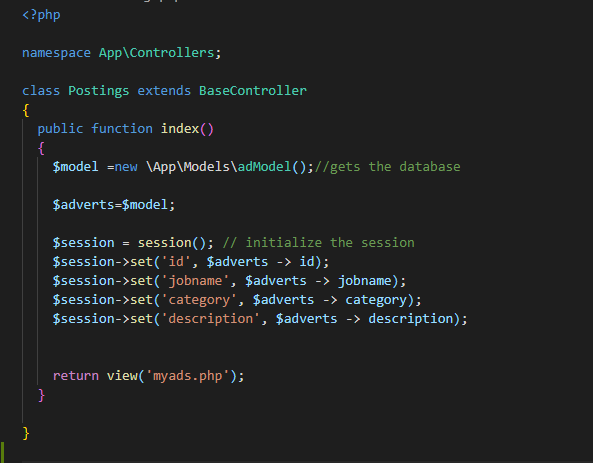 <?php
namespace App\Controllers;
class Postings extends BaseController
{
public function index()
{
$model =new \App\Models\adModel();//gets the database
$adverts=$model;
$session = session(); // initialize the session
$session->set('id', $adverts -> id);
$session->set('jobname', $adverts -> jobname);
$session->set('category', $adverts -> category);
$session->set('description', $adverts -> description);
return view('myads.php');
}
}